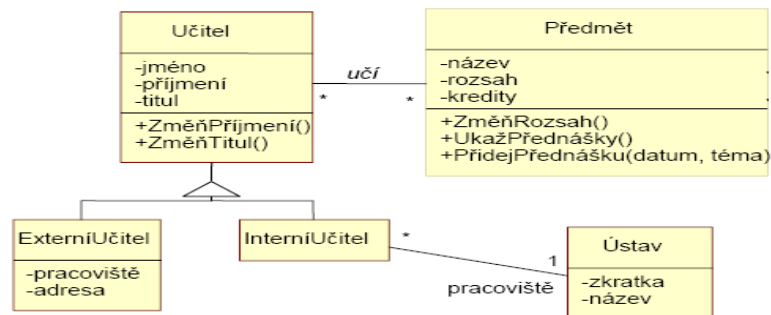 Učitel
-jméno
-příjmení
-titul
+ZměňPříjmení()
+ZměňTitul()
učí
*
*
Předmět
-název
-rozsah
-kredity
+ZměňRozsah()
+UkažPřednášky()
+PřidejPřednášku(datum, téma)
ExterníUčitel
-pracoviště
-adresa
InterníUčitel
*
1
pracoviště
Ústav
-zkratka
-název